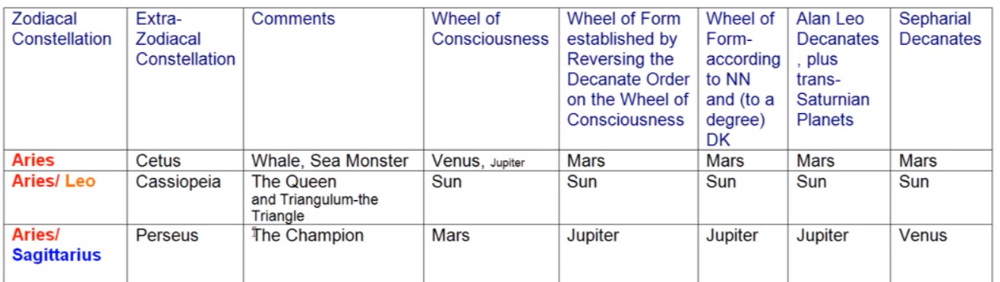 Zodiacal Constellation
Extra-Zodiacal Constellation
Comments
Wheel of Consciousness
Wheel of Form established by Reversing the Decanate Order on the Wheel of Consciousness
Wheel of Form- according to NN and (to a degree) DK
Alan Leo Decanates , plus trans-Saturnian Planets
Sepharial Decanates
Aries
Cetus
Whale, Sea Monster
Venus, Jupiter
Mars
Mars
Mars
Mars
Aries/ Leo
Cassiopeia
The Queen
and Triangulum-the
Triangle
Sun
Sun
Sun
Sun
Sun
Aries/
Sagittarius
Perseus
The Champion
Mars
Jupiter
Jupiter
Jupiter
Venus